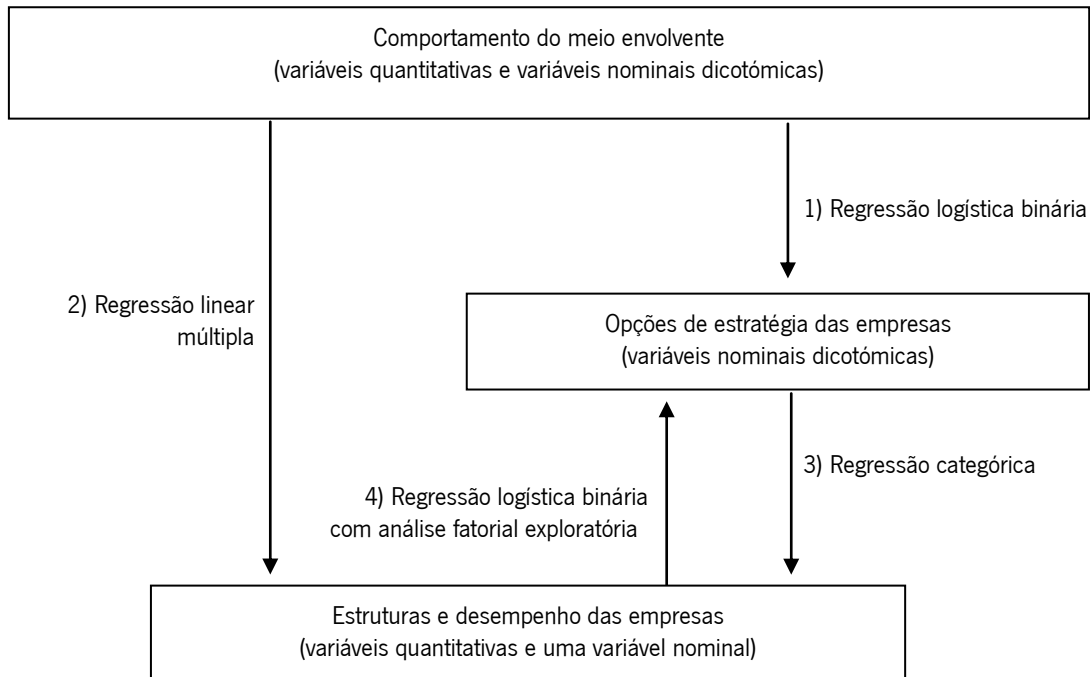 Comportamento do meio envolvente
(variáveis quantitativas e variáveis nominais dicotómicas)
1) Regressão logística binária
2) Regressão linear
múltipla
Opções de estratégia das empresas
(variáveis nominais dicotómicas)
3) Regressão categórica
4) Regressão logística binária
com análise fatorial exploratória
Estruturas e desempenho das empresas
(variáveis quantitativas e uma variável nominal)